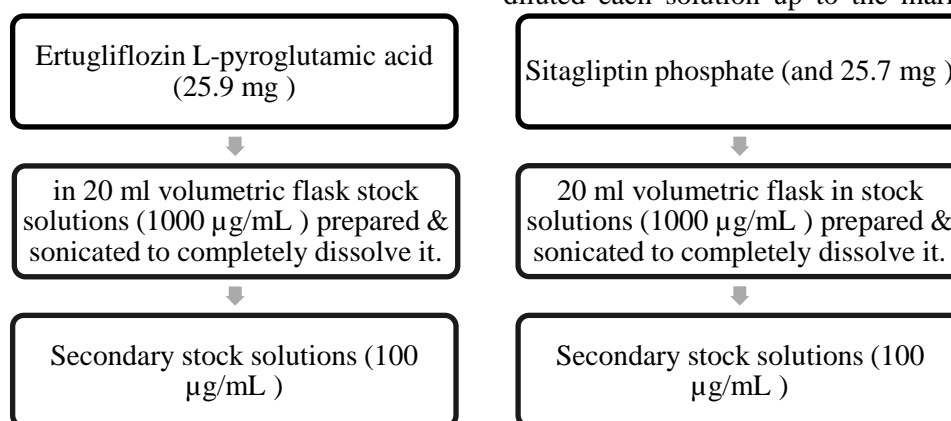 diluted each solution up to the mark
Ertugliflozin L-pyroglutamic acid
(25.9 mg )
in 20 ml volumetric flask stock
solutions (1000 µg/mL ) prepared &
sonicated to completely dissolve it.
Secondary stock solutions (100
µg/mL )
Sitagliptin phosphate (and 25.7 mg )
20 ml volumetric flask in stock
solutions (1000 µg/mL ) prepared &
sonicated to completely dissolve it.
Secondary stock solutions (100
µg/mL )